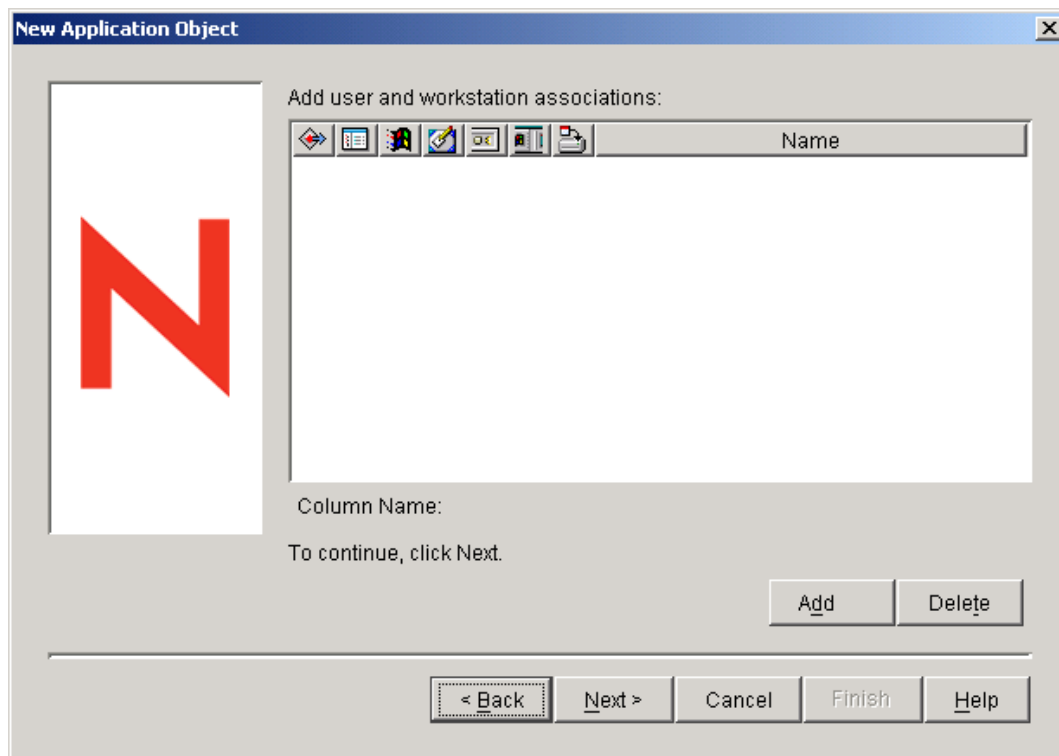 New Application Object
Add user and workstation associations:
Name
Column Name:
To continue, click Next.
Add
Delete
< Back
Next >
Cancel
Finish
Help